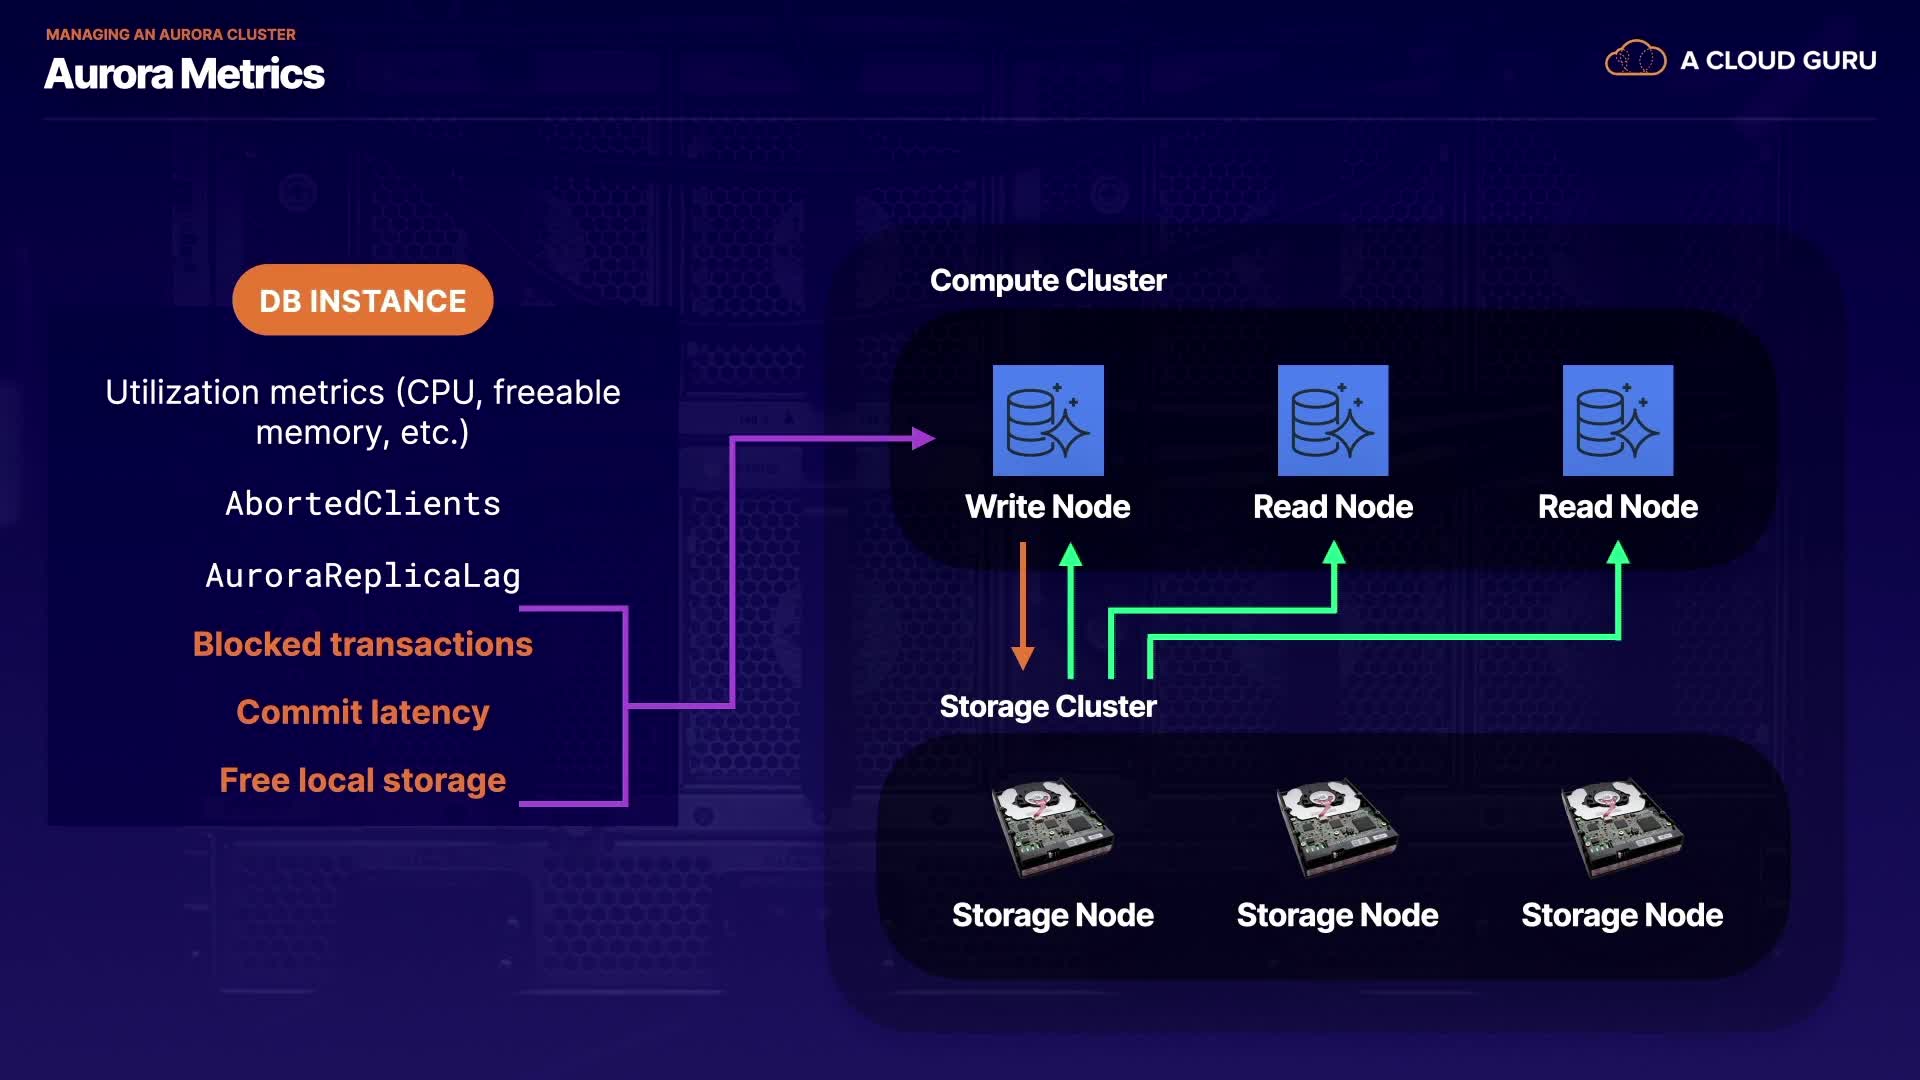 MANAGING AN AURORA CLUSTER
Aurora Metrics
A CLOUD GURU
DB INSTANCE
Utilization metrics (CPU, freeable
memory, etc.)
AbortedClients
AuroraReplicaLag
Blocked transactions
Commit latency
Free local storage
Compute Cluster
Write Node
Read Node
Read Node
Storage Cluster
Storage Node
Storage Node
Storage Node